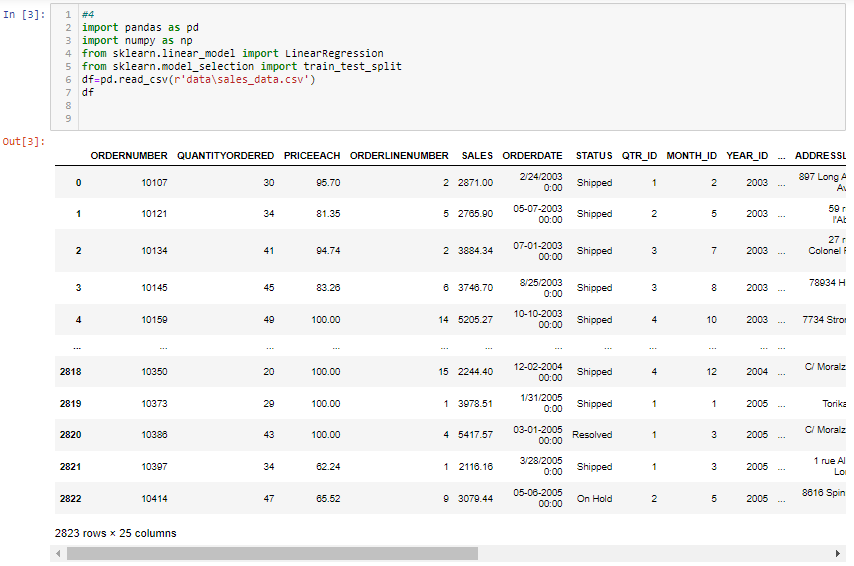 In [3]:
1 #4
2 import pandas as pd
3 import numpy as np
4 from sklearn.linear_model import LinearRegression
5 from sklearn.model_selection import train_test_split
6 df=pd.read_csv(r'data\sales_data.csv')
7 df
8
9
Out[3]:
ORDERNUMBER QUANTITYORDERED PRICEEACH ORDERLINENUMBER SALES ORDERDATE STATUS QTR_ID MONTH_ID YEAR_ID ... ADDRESSL
0 10107 30 95.70 2 2871.00 2/24/2003 0:00 Shipped 1 2 2003 ... 897 Long A Av
1 10121 34 81.35 5 2765.90 05-07-2003 00:00 Shipped 2 5 2003 ... 59 r l'Ab
2 10134 41 94.74 2 3884.34 07-01-2003 00:00 Shipped 3 7 2003 ... 27 r Colonel P
3 10145 45 83.26 6 3746.70 8/25/2003 0:00 Shipped 3 8 2003 ... 78934 H
4 10159 49 100.00 14 5205.27 10-10-2003 00:00 Shipped 4 10 2003 ... 7734 Stron
... ... ... ... ... ... ... ... ... ... ... ...
2818 10350 20 100.00 15 2244.40 12-02-2004 00:00 Shipped 4 12 2004 ... C/ Moralz
2819 10373 29 100.00 1 3978.51 1/31/2005 0:00 Shipped 1 1 2005 ... Torika
2820 10386 43 100.00 4 5417.57 03-01-2005 00:00 Resolved 1 3 2005 ... C/ Moralz
2821 10397 34 62.24 1 2116.16 3/28/2005 0:00 Shipped 1 3 2005 ... 1 rue Al Lo
2822 10414 47 65.52 9 3079.44 05-06-2005 00:00 On Hold 2 5 2005 ... 8616 Spin
2823 rows × 25 columns